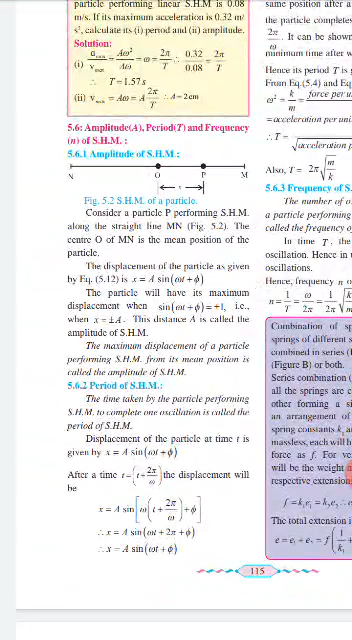 particle performing linear S.H.M is 0.08
m/s. If its maximum acceleration is 0.32 m/
s², calculate its (i) period and (ii) amplitude.
Solution:
(i) a_max/v_max = Aω²/Aω = ω = 2π/T ∴ 0.32/0.08 = 2π/T
∴ T = 1.57 s
(ii) v_max = Aω = A 2π/T ∴ A = 2 cm
5.6: Amplitude(A), Period(T) and Frequency
(n) of S.H.M. :
5.6.1 Amplitude of S.H.M.:
N O P M
x
Fig. 5.2 S.H.M. of a particle.
Consider a particle P performing S.H.M.
along the straight line MN (Fig. 5.2). The
centre O of MN is the mean position of the
particle.
The displacement of the particle as given
by Eq. (5.12) is x = A sin(ωt + ϕ)
The particle will have its maximum
displacement when sin(ωt + ϕ) = ±1, i.e.,
when x = ±A. This distance A is called the
amplitude of S.H.M.
The maximum displacement of a particle
performing S.H.M. from its mean position is
called the amplitude of S.H.M.
5.6.2 Period of S.H.M.:
The time taken by the particle performing
S.H.M. to complete one oscillation is called the
period of S.H.M.
Displacement of the particle at time t is
given by x = A sin(ωt + ϕ)
After a time t = (t + 2π/ω) the displacement will
be
x = A sin[ω(t + 2π/ω) + ϕ]
∴ x = A sin(ωt + 2π + ϕ)
∴ x = A sin(ωt + ϕ)
same position after a
the particle completes
2π/ω. It can be shown
minimum time after w
Hence its period T is
From Eq.(5.4) and Eq
ω² = k/m = force per u
= acceleration per uni
∴ T =
√acceleration p
Also, T = 2π√(m/k)
5.6.3 Frequency of S.
The number of o
a particle performing
called the frequency o
In time T, the
oscillation. Hence in
oscillations.
Hence, frequency n o
n = 1/T = ω/2π = 1/2π √(k/m
Combination of sp
springs of different s
combined in series (
(Figure B) or both.
Series combination (
all the springs are c
other forming a si
an arrangement of
spring constants k₁ a
massless, each will h
force as f. For ve
will be the weight
respective extension
f = k₁e₁ = k₂e₂ ∴ e
The total extension i
e = e₁ + e₂ = f(1/k₁ +
115